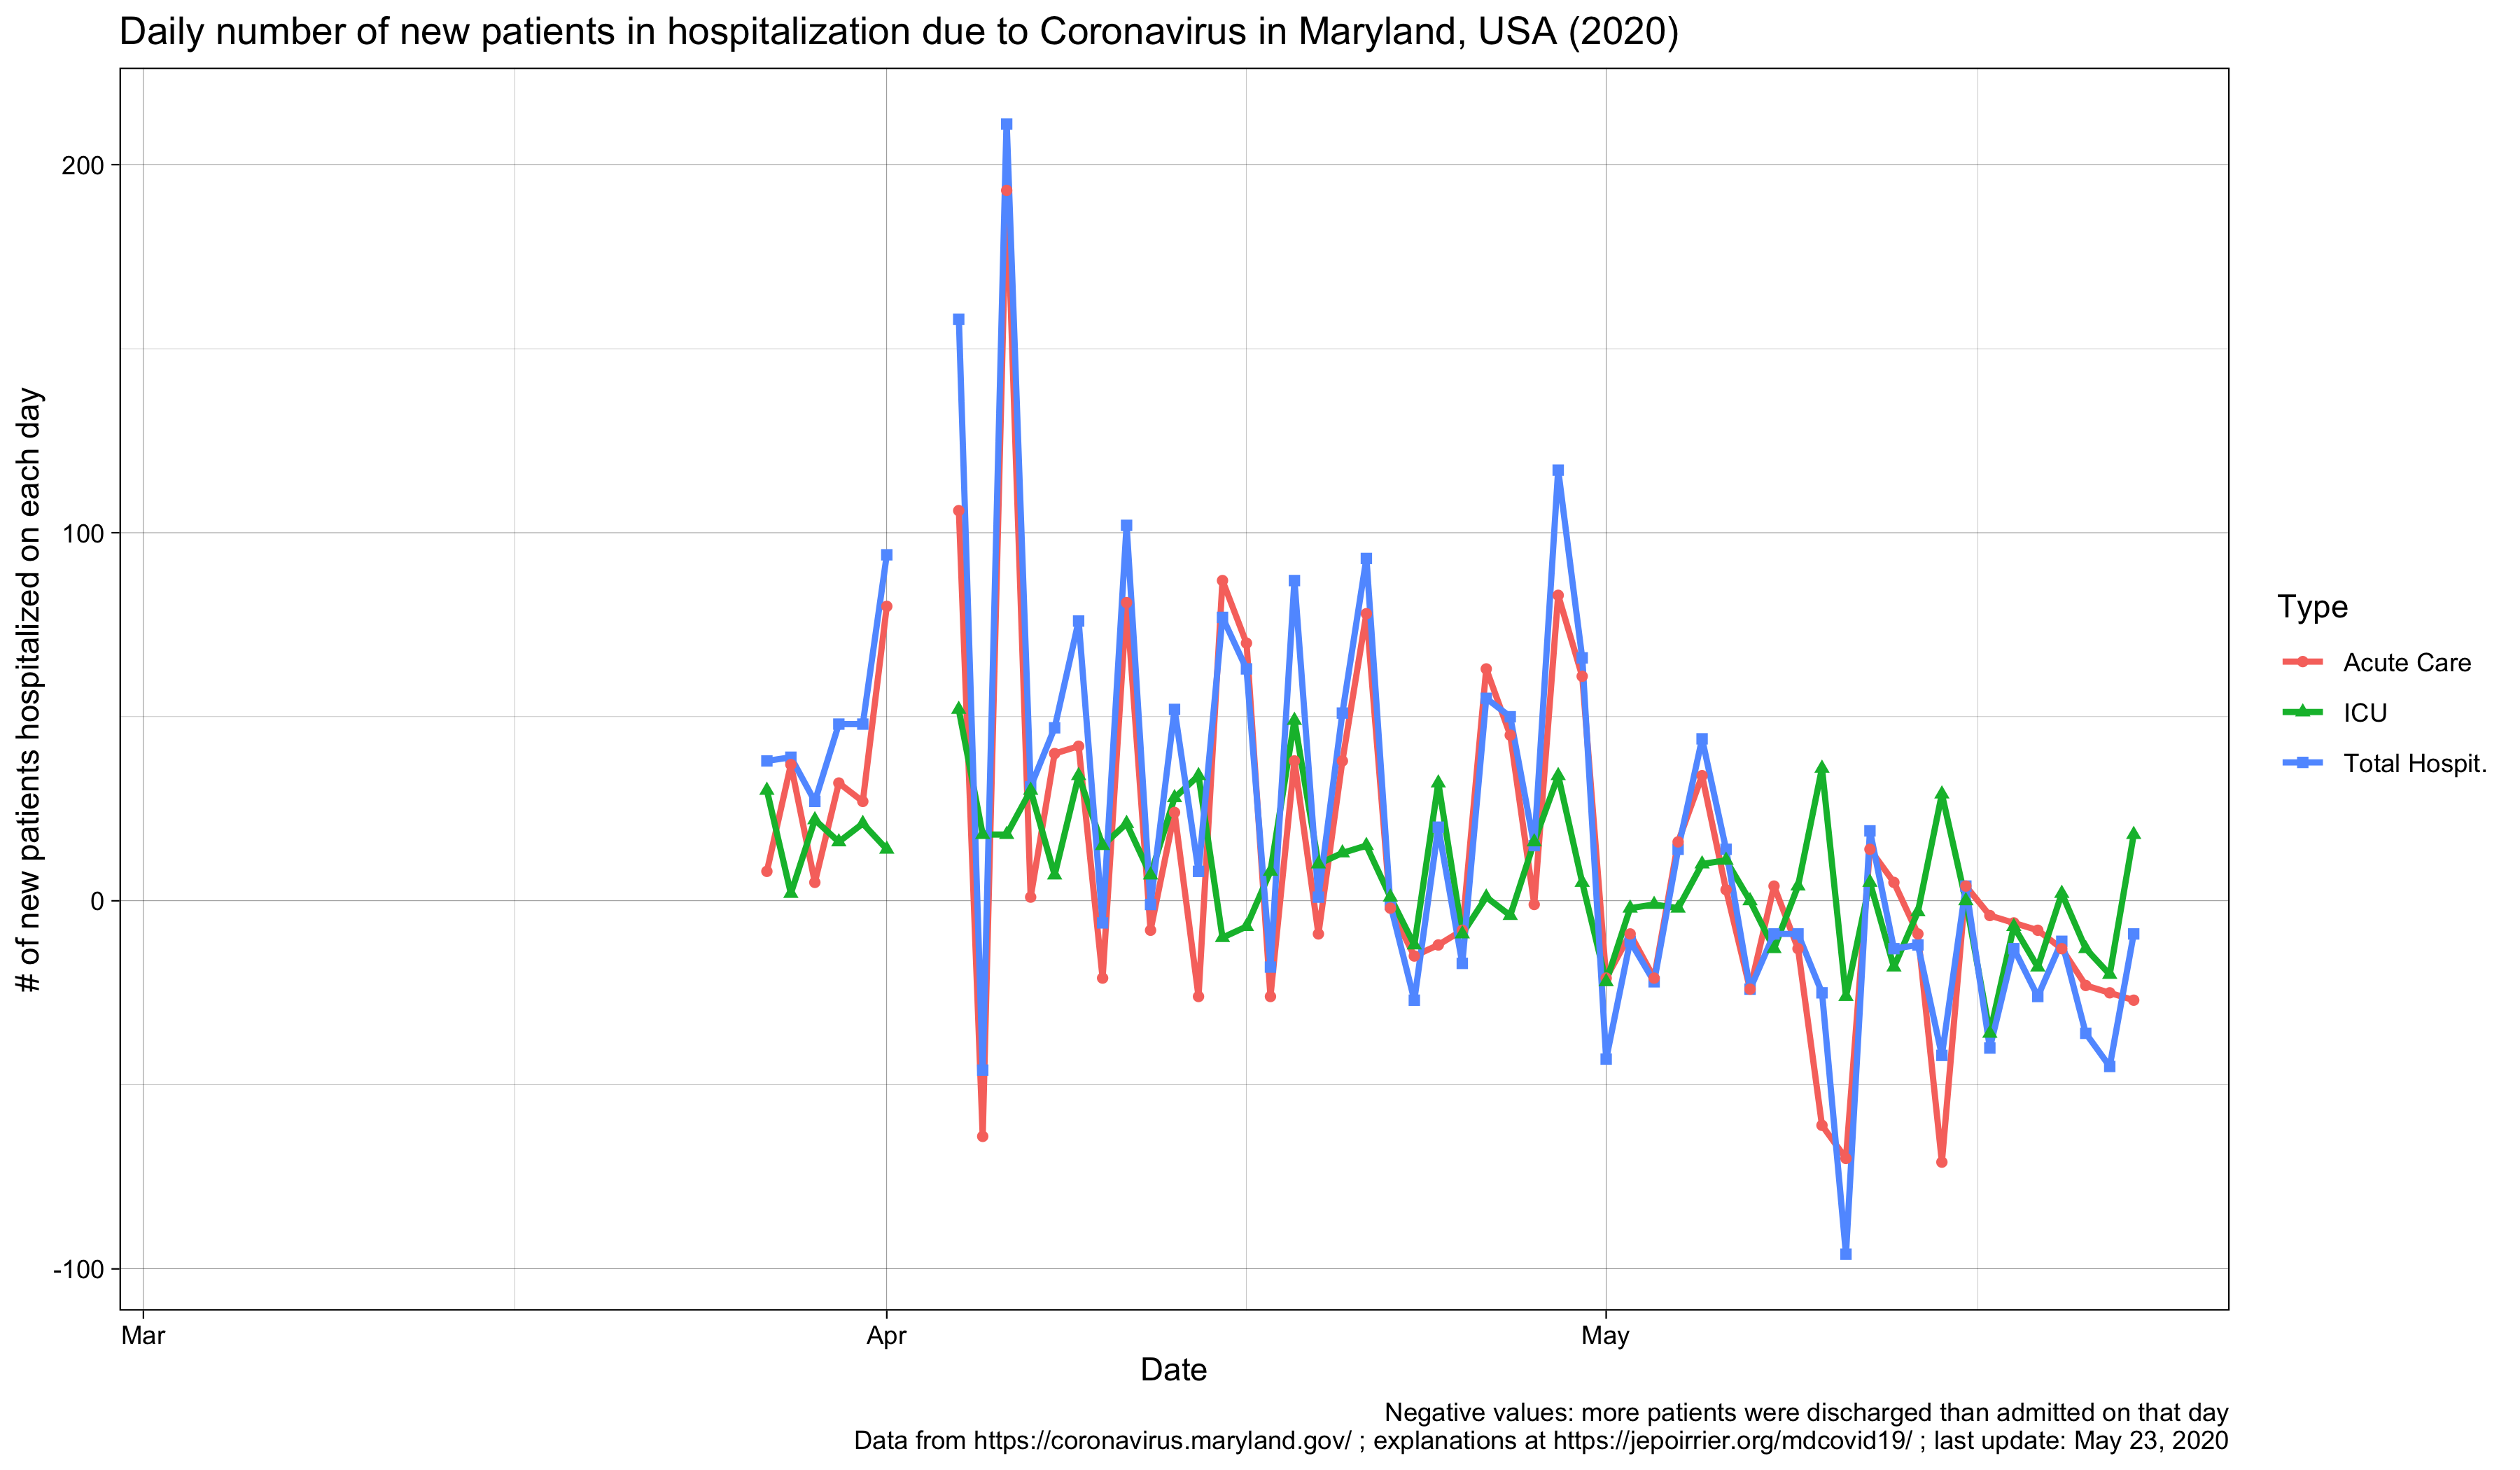 Daily number of new patients in hospitalization due to Coronavirus in Maryland, USA (2020)
# of new patients hospitalized on each day
200
100
0
-100
Mar
Apr
May
Date
Type
Acute Care
ICU
Total Hospit.
Negative values: more patients were discharged than admitted on that day
Data from https://coronavirus.maryland.gov/ ; explanations at https://jepoirrier.org/mdcovid19/ ; last update: May 23, 2020